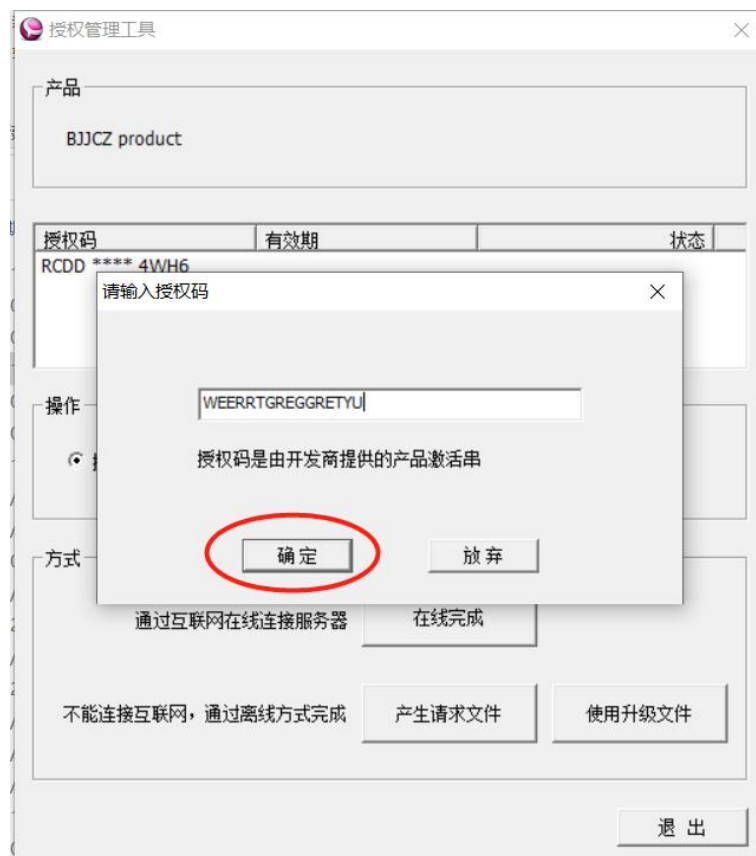 授权管理工具
产品
BJJCZ product
授权码 有效期 状态
RCDD **** 4WH6
请输入授权码
WEERRTGREGGRETYU
授权码是由开发商提供的产品激活串
确定 放弃
操作
方式
通过互联网在线连接服务器 在线完成
不能连接互联网，通过离线方式完成 产生请求文件 使用升级文件
退出